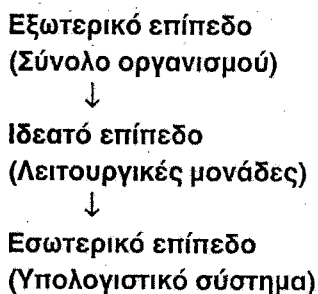 Εξωτερικό επίπεδο
(Σύνολο οργανισμού)
↓
Ιδεατό επίπεδο
(Λειτουργικές μονάδες)
↓
Εσωτερικό επίπεδο
(Υπολογιστικό σύστημα)